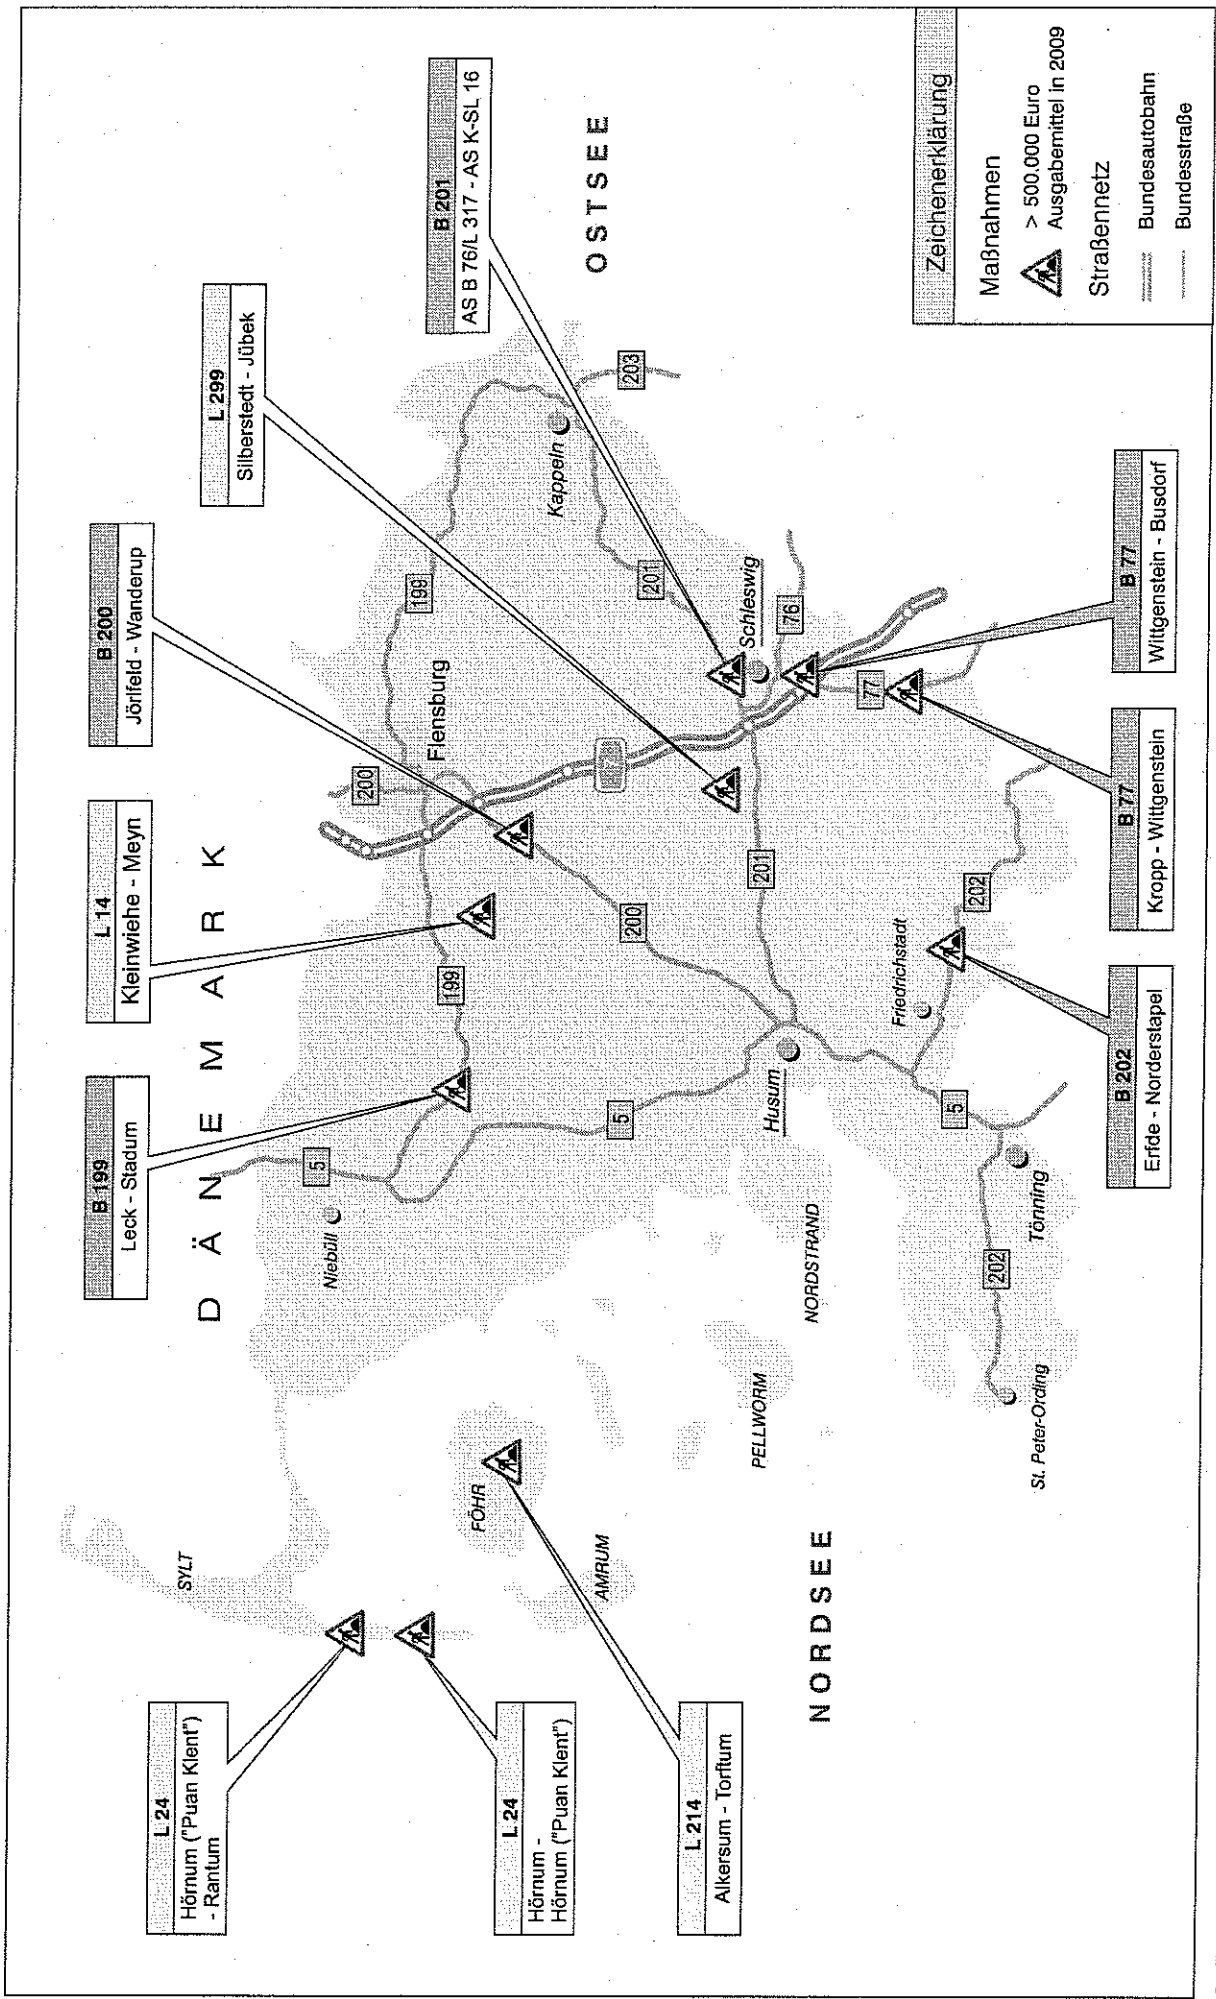 B 199
Leck - Stadum
L 14
Kleinwiehe - Meyn
B 200
Jörlfeld - Wanderup
L 299
Silberstedt - Jübek
B 201
AS B 76/L 317 - AS K-SL 16
L 24
Hörnum ("Puan Klent")
- Rantum
L 24
Hörnum -
Hörnum ("Puan Klent")
L 214
Alkersum - Torftum
DÄNEMARK
SYLT
FÖHR
AMRUM
PELLWORM
NORDSTRAND
NORDSEE
OSTSEE
Niebüll
Flensburg
Kappeln
Schleswig
Husum
Friedrichstadt
Tönning
St. Peter-Ording
5
199
200
199
203
201
5
200
7
201
76
77
5
202
202
B 202
Erfde - Norderstapel
B 77
Kropp - Wittgenstein
B 77
Wittgenstein - Busdorf
Zeichenerklärung
Maßnahmen
> 500.000 Euro
Ausgabemittel in 2009
Straßennetz
Bundesautobahn
Bundesstraße